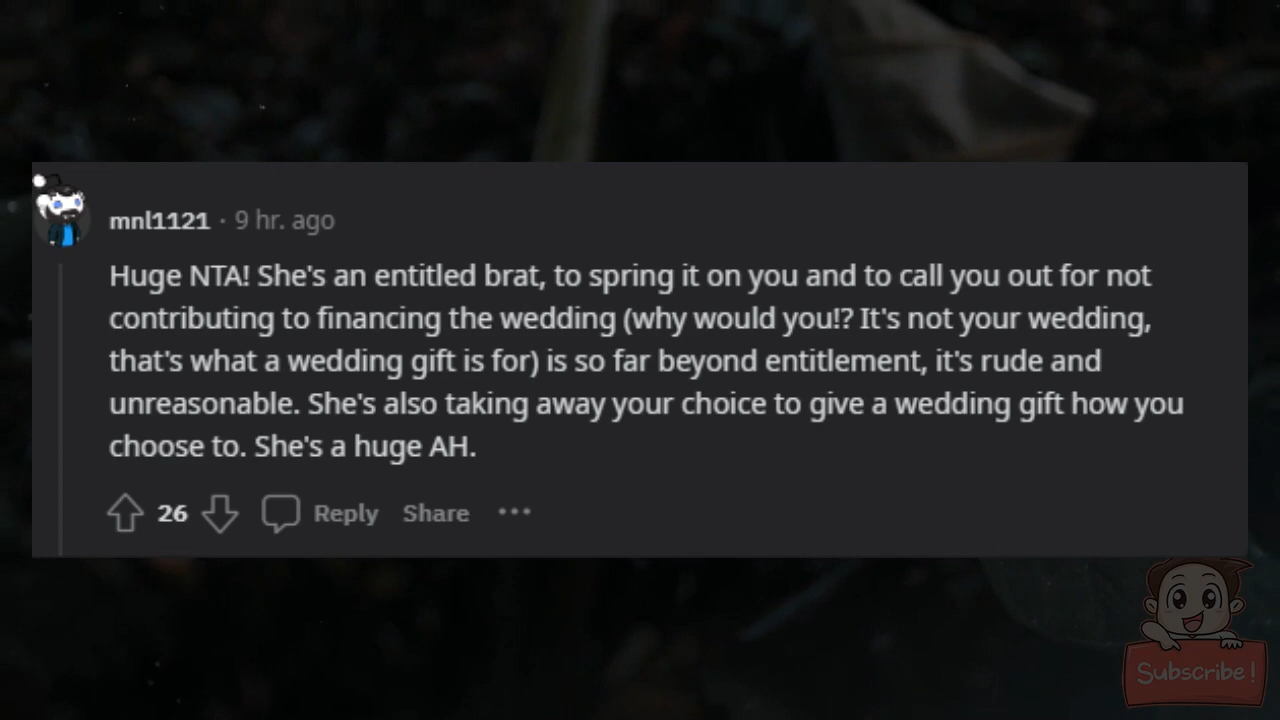 mnl1121 · 9 hr. ago
Huge NTA! She's an entitled brat, to spring it on you and to call you out for not
contributing to financing the wedding (why would you!? It's not your wedding,
that's what a wedding gift is for) is so far beyond entitlement, it's rude and
unreasonable. She's also taking away your choice to give a wedding gift how you
choose to. She's a huge AH.
26 Reply Share ···
Subscribe!